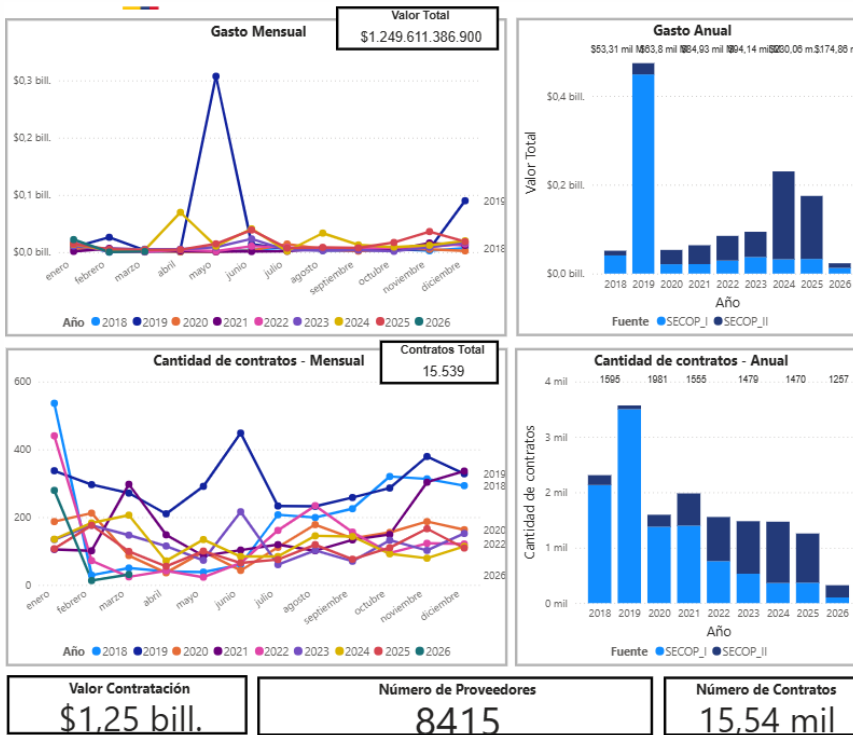 Gasto Mensual
Valor Total
$1.249.611.386.900
$0,3 bill.
$0,2 bill.
$0,1 bill.
$0,0 bill.
2019
2018
enero febrero marzo abril mayo junio julio agosto septiembre octubre noviembre diciembre
Año 2018 2019 2020 2021 2022 2023 2024 2025 2026
Gasto Anual
$53,31 mil
$0,4 bill.
$0,2 bill.
$0,0 bill.
Valor Total
2018 2019 2020 2021 2022 2023 2024 2025 2026
Año
Fuente SECOP_I SECOP_II
Cantidad de contratos - Mensual
Contratos Total
15.539
600
400
200
0
2019
2018
2020
2022
2026
enero febrero marzo abril mayo junio julio agosto septiembre octubre noviembre diciembre
Año 2018 2019 2020 2021 2022 2023 2024 2025 2026
Cantidad de contratos - Anual
1595 1981 1555 1479 1470 1257
4 mil
3 mil
2 mil
1 mil
0 mil
Cantidad de contratos
2018 2019 2020 2021 2022 2023 2024 2025 2026
Año
Fuente SECOP_I SECOP_II
Valor Contratación
$1,25 bill.
Número de Proveedores
8415
Número de Contratos
15,54 mil